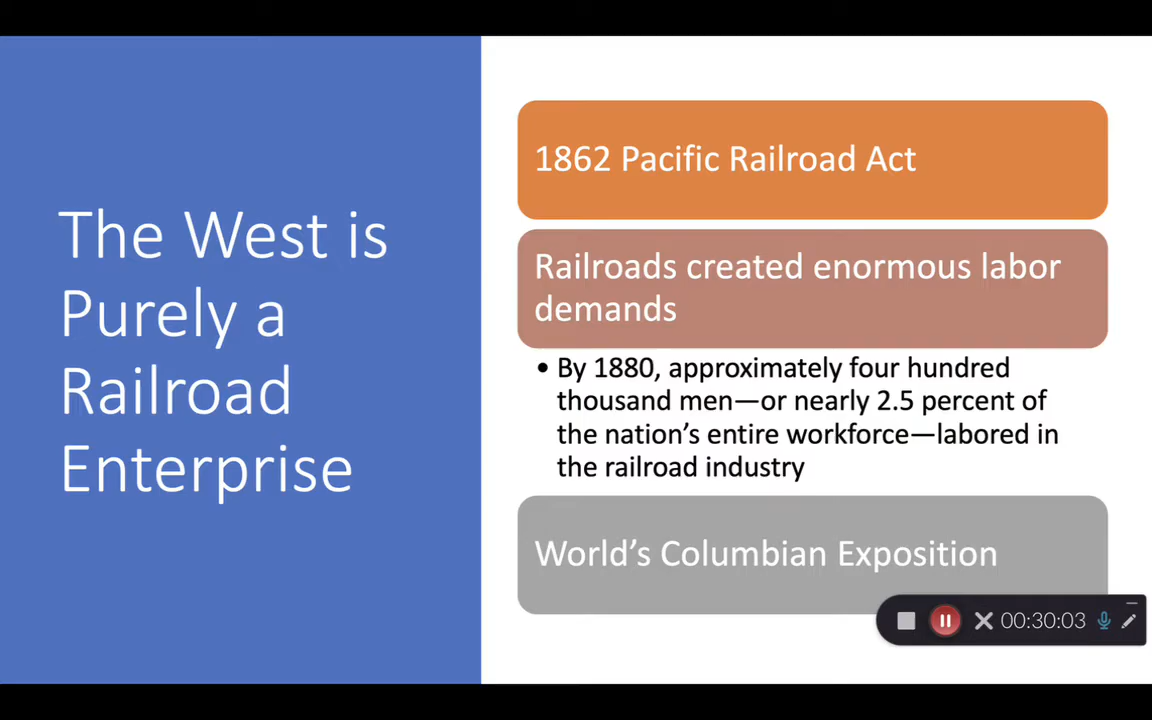 The West is
Purely a
Railroad
Enterprise
1862 Pacific Railroad Act
Railroads created enormous labor
demands
• By 1880, approximately four hundred
thousand men—or nearly 2.5 percent of
the nation’s entire workforce—labored in
the railroad industry
World’s Columbian Exposition
00:30:03